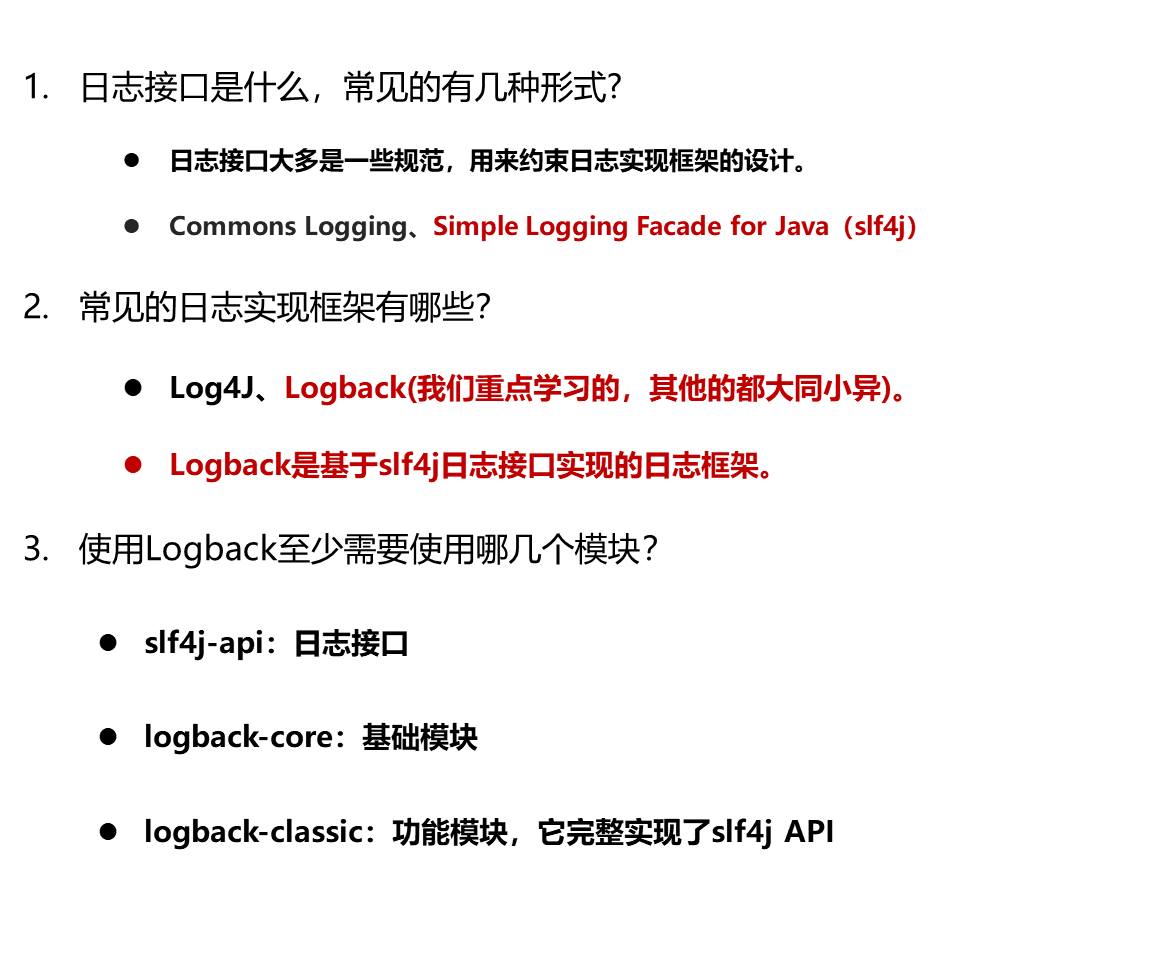 1. 日志接口是什么，常见的有几种形式?
● 日志接口大多是一些规范，用来约束日志实现框架的设计。
● Commons Logging、Simple Logging Facade for Java（slf4j）
2. 常见的日志实现框架有哪些？
● Log4J、Logback(我们重点学习的，其他的都大同小异)。
● Logback是基于slf4j日志接口实现的日志框架。
3. 使用Logback至少需要使用哪几个模块？
● slf4j-api：日志接口
● logback-core：基础模块
● logback-classic：功能模块，它完整实现了slf4j API